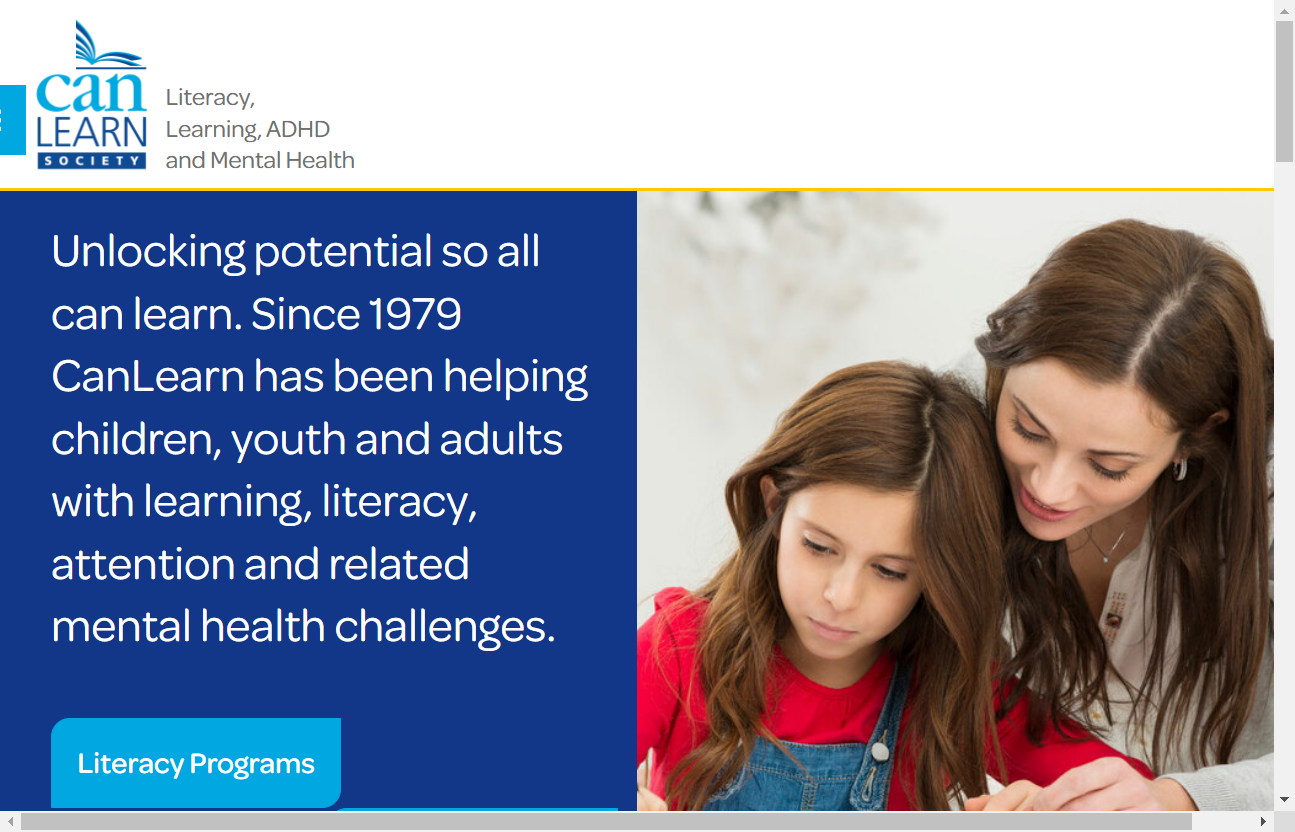 can
LEARN
SOCIETY
Literacy,
Learning, ADHD
and Mental Health
Unlocking potential so all
can learn. Since 1979
CanLearn has been helping
children, youth and adults
with learning, literacy,
attention and related
mental health challenges.
Literacy Programs